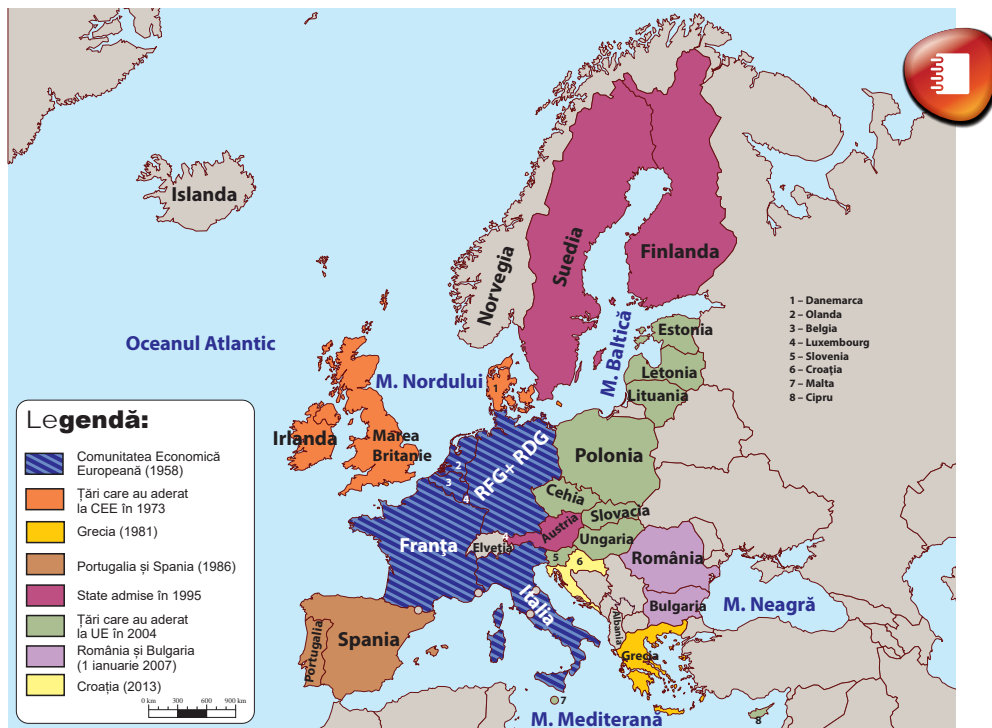 Islanda
Norvegia
Suedia
Finlanda
1 – Danemarca
2 – Olanda
3 – Belgia
4 – Luxembourg
5 – Slovenia
6 – Croația
7 – Malta
8 – Cipru
Oceanul Atlantic
M. Nordului
M. Baltică
Estonia
Letonia
Lituania
1
Irlanda
Marea
Britanie
2
3
4
RFG+ RDG
Polonia
Cehia
Slovacia
Austria
Ungaria
Franţa
Elveția
5
6
Italia
România
Bulgaria
M. Neagră
Albania
Grecia
Portugalia
Spania
7
M. Mediterană
8
Legendă:
Comunitatea Economică
Europeană (1958)
Țări care au aderat
la CEE în 1973
Grecia (1981)
Portugalia și Spania (1986)
State admise în 1995
Țări care au aderat
la UE în 2004
România și Bulgaria
(1 ianuarie 2007)
Croația (2013)
0 km 300 600 900 km